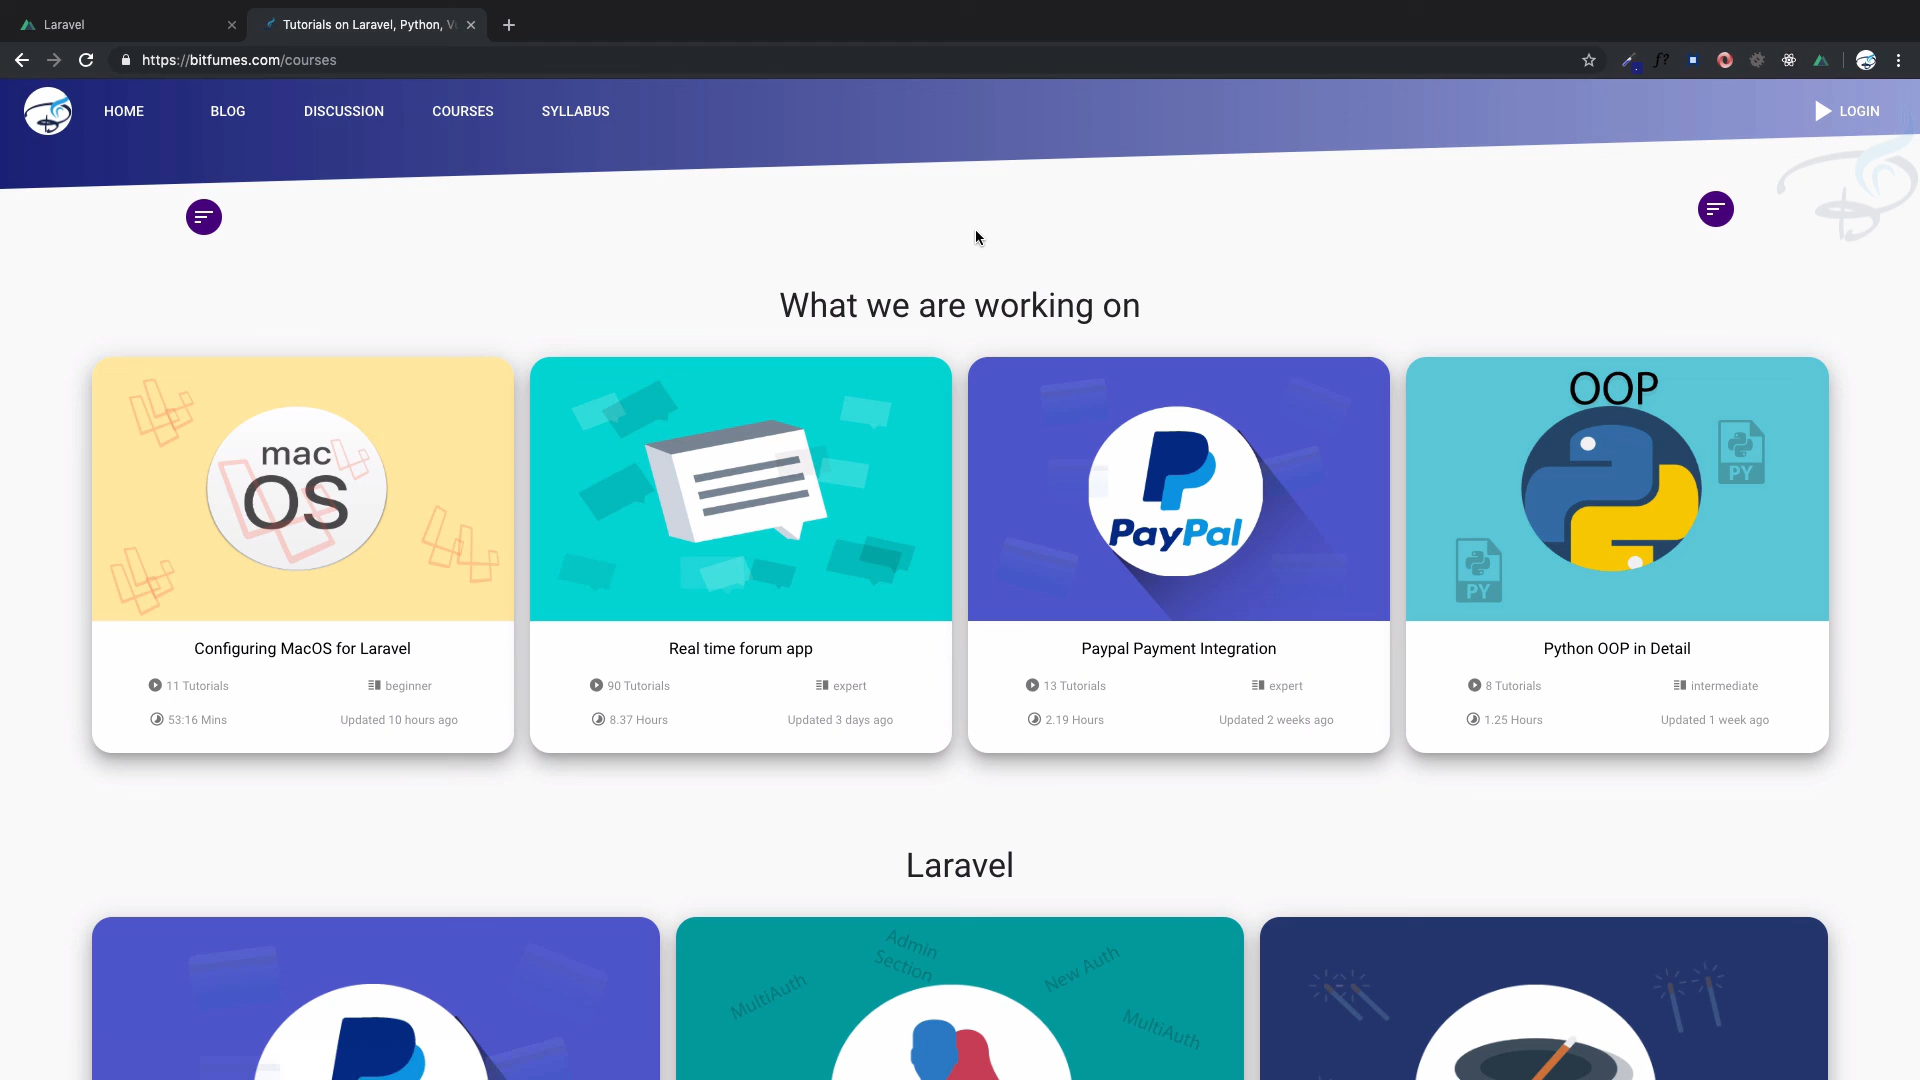 Laravel
Tutorials on Laravel, Python, V
https://bitfumes.com/courses
HOME
BLOG
DISCUSSION
COURSES
SYLLABUS
LOGIN
What we are working on
mac
OS
PayPal
OOP
PY
PY
Configuring MacOS for Laravel
11 Tutorials
beginner
53:16 Mins
Updated 10 hours ago
Real time forum app
90 Tutorials
expert
8.37 Hours
Updated 3 days ago
Paypal Payment Integration
13 Tutorials
expert
2.19 Hours
Updated 2 weeks ago
Python OOP in Detail
8 Tutorials
intermediate
1.25 Hours
Updated 1 week ago
Laravel
MultiAuth
Admin
Section
New Auth
MultiAuth